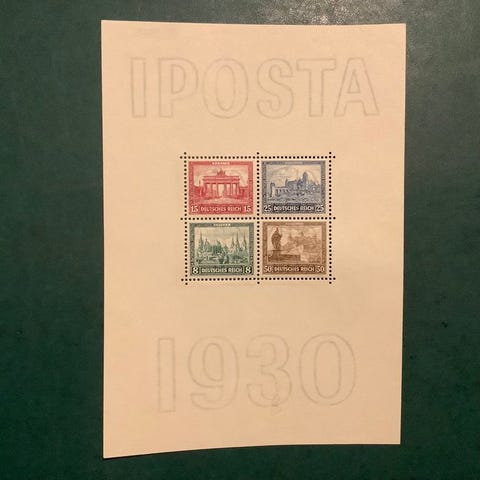 IPOSTA
15 15
DEUTSCHES REICH
25 25
DEUTSCHES REICH
8 DEUTSCHES REICH 8
50 50
DEUTSCHES REICH
1930